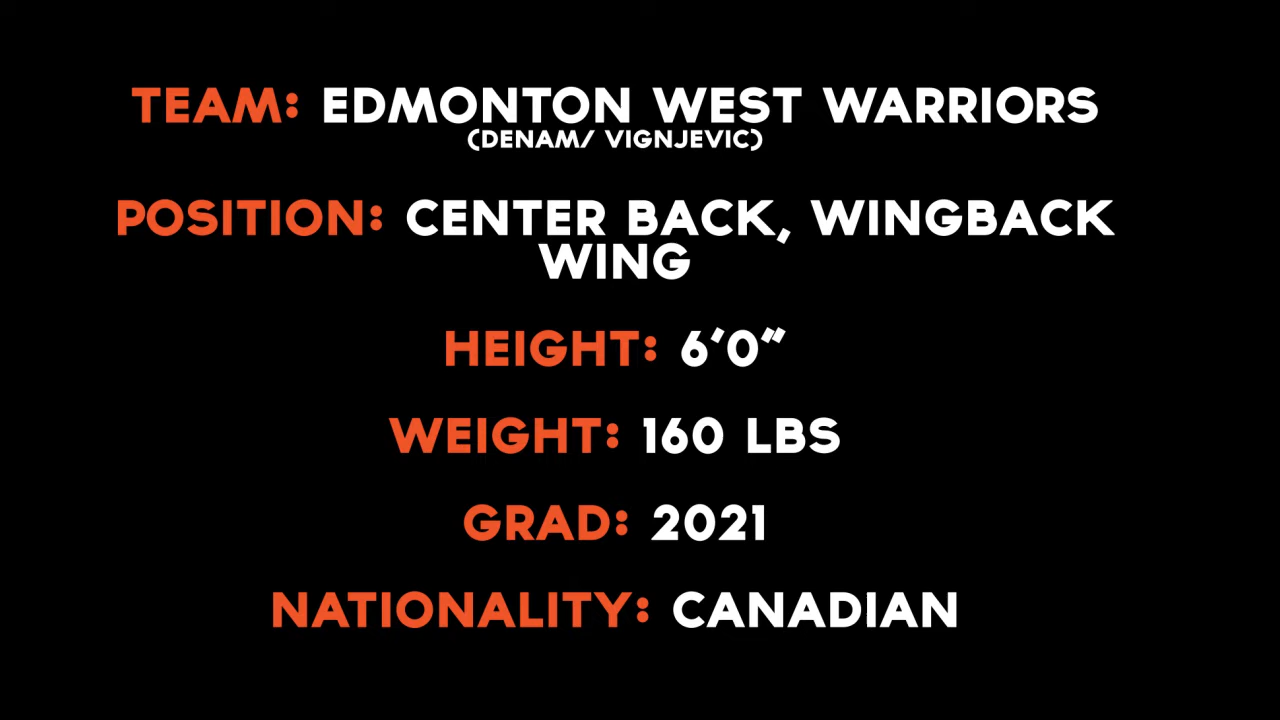 TEAM: EDMONTON WEST WARRIORS
(DENAM/ VIGNJEVIC)
POSITION: CENTER BACK, WINGBACK
WING
HEIGHT: 6'0"
WEIGHT: 160 LBS
GRAD: 2021
NATIONALITY: CANADIAN